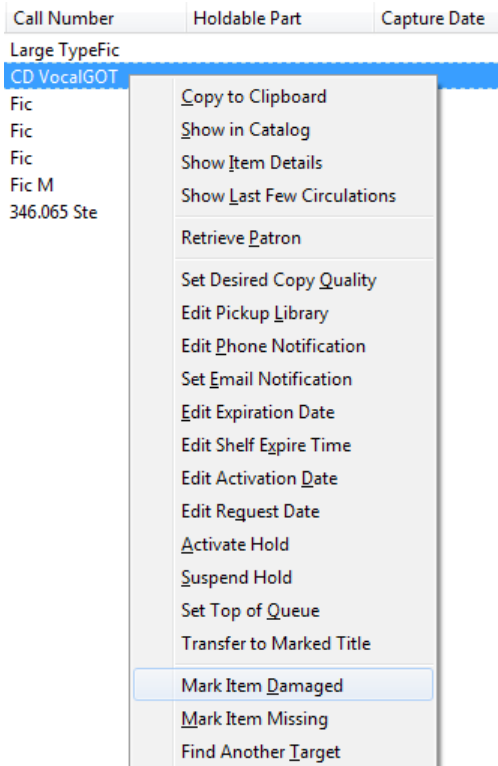 Call Number Holdable Part Capture Date
Large TypeFic
CD VocalGOT
Fic
Fic
Fic
Fic M
346.065 Ste
Copy to Clipboard
Show in Catalog
Show Item Details
Show Last Few Circulations
Retrieve Patron
Set Desired Copy Quality
Edit Pickup Library
Edit Phone Notification
Set Email Notification
Edit Expiration Date
Edit Shelf Expire Time
Edit Activation Date
Edit Request Date
Activate Hold
Suspend Hold
Set Top of Queue
Transfer to Marked Title
Mark Item Damaged
Mark Item Missing
Find Another Target